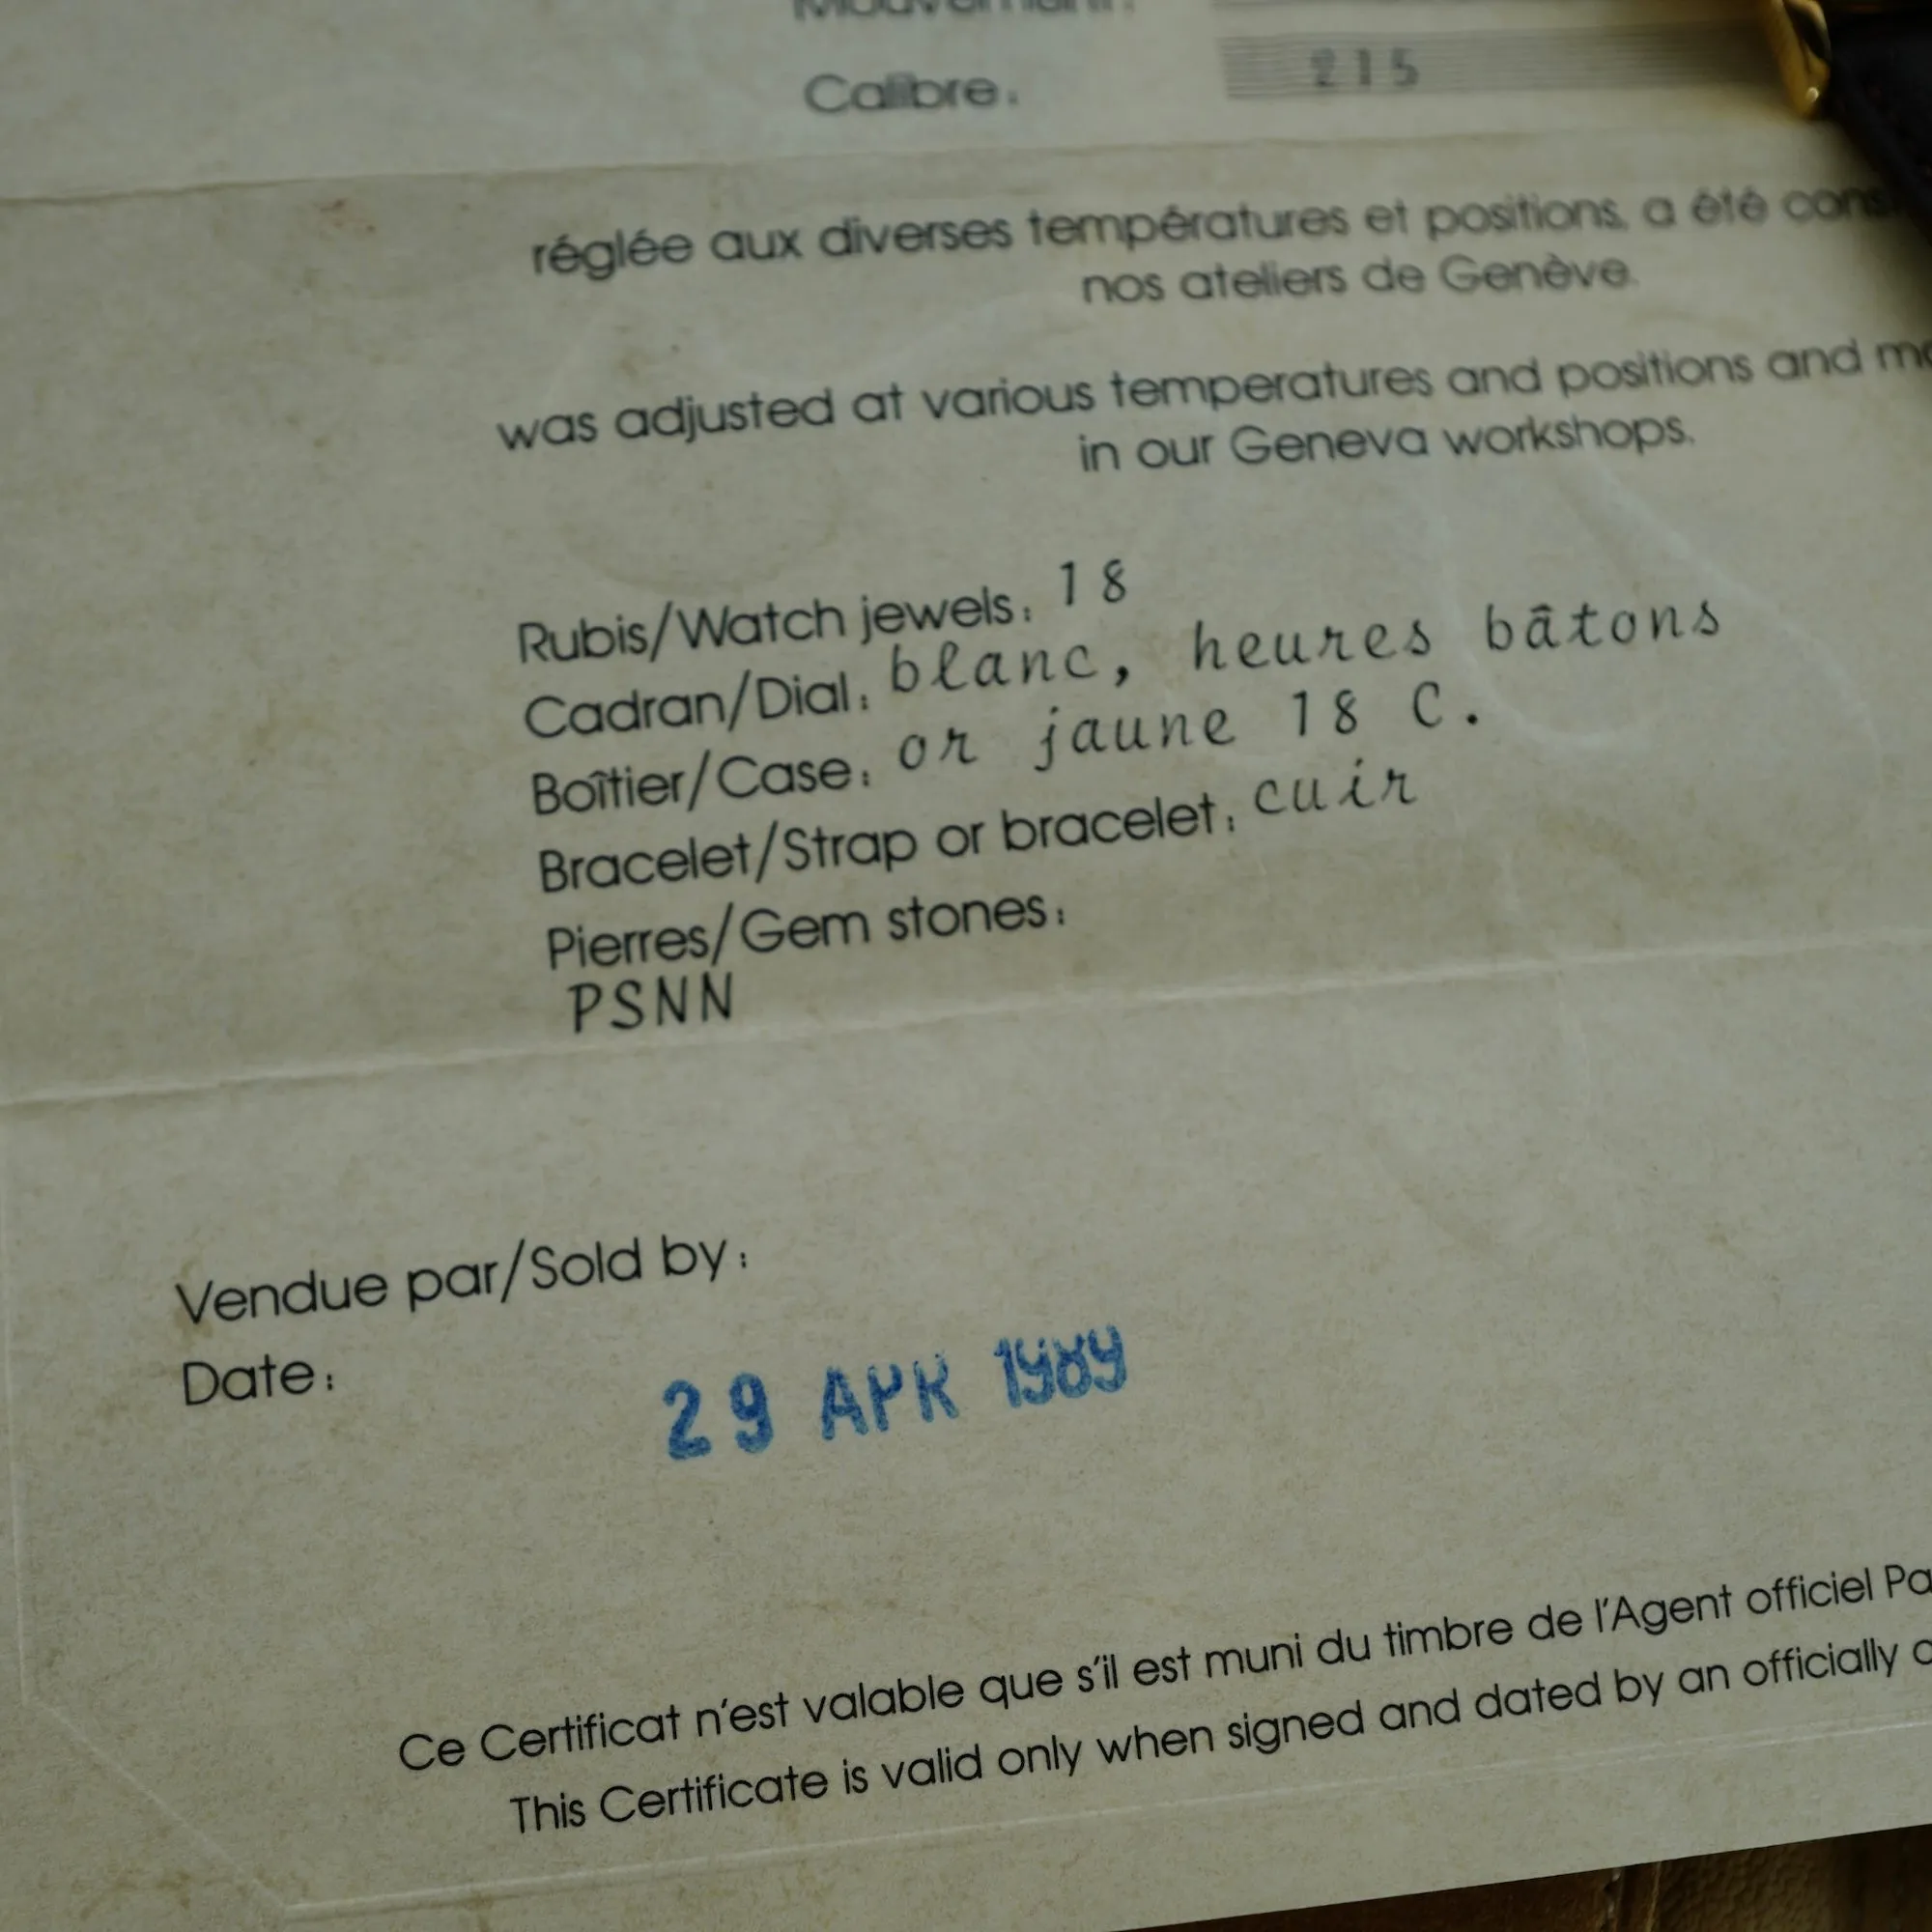 Calibre: 215
réglée aux diverses températures et positions, a été
nos ateliers de Genève.
was adjusted at various temperatures and positions and
in our Geneva workshops.
Rubis/Watch jewels: 18
Cadran/Dial: blanc, heures bâtons
Boîtier/Case: or jaune 18 C.
Bracelet/Strap or bracelet: cuir
Pierres/Gem stones:
PSNN
Vendue par/Sold by:
Date:
29 APR 1989
Ce Certificat n'est valable que s'il est muni du timbre de l'Agent officiel
This Certificate is valid only when signed and dated by an officially